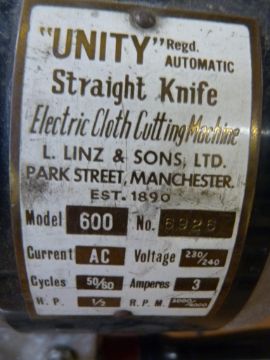 "UNITY" Regd.
AUTOMATIC
Straight Knife
Electric Cloth Cutting Machine
L. LINZ & SONS, LTD.
PARK STREET, MANCHESTER.
EST. 1890
Model 600 No. 6926
Current AC Voltage 230/240
Cycles 50/60 Amperes 3
H.P. 1/2 R.P.M.